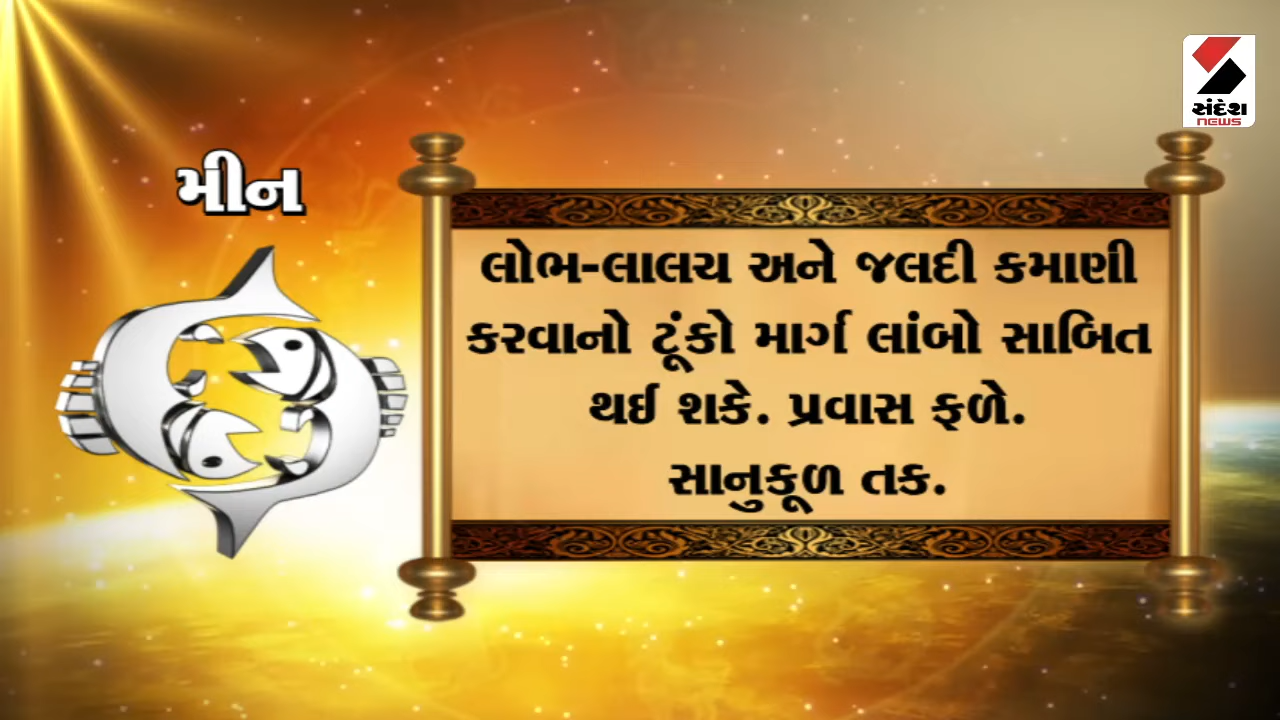 સંદેશ
NEWS
મીન
લોભ-લાલચ અને જલદી કમાણી
કરવાનો ટૂંકો માર્ગ લાંબો સાબિત
થઈ શકે. પ્રવાસ ફળે.
સાનુકૂળ તક.